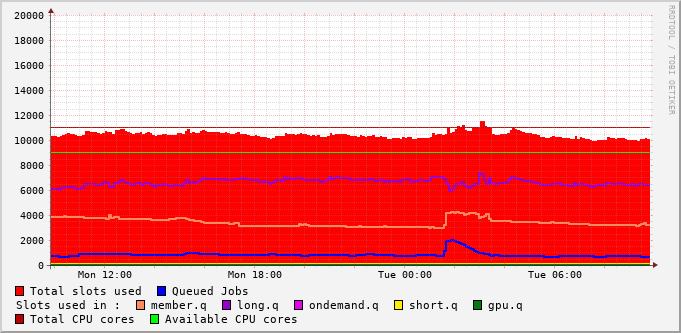 20000
18000
16000
14000
12000
10000
8000
6000
4000
2000
0
Mon 12:00 Mon 18:00 Tue 00:00 Tue 06:00
Total slots used Queued Jobs
Slots used in : member.q long.q ondemand.q short.q gpu.q
Total CPU cores Available CPU cores
RRDTOOL / TOBI OETIKER